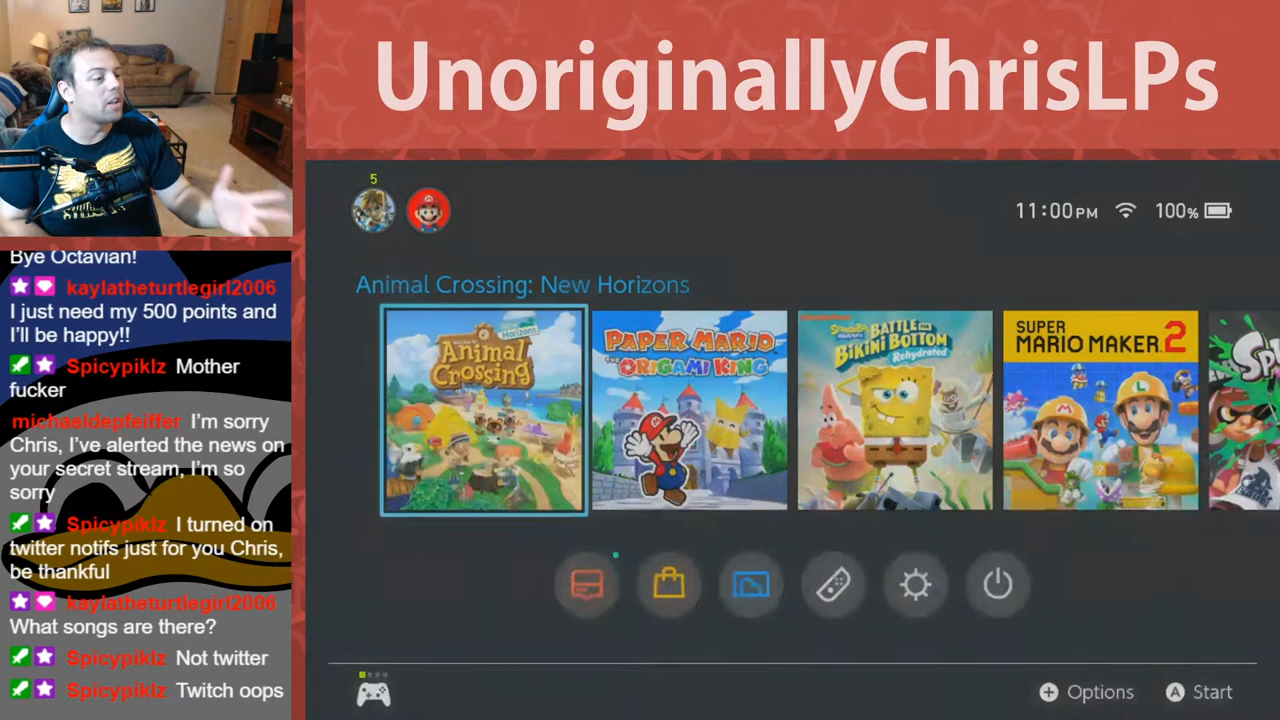 UnoriginallyChrisLPs
5
11:00PM
100%
Animal Crossing: New Horizons
New Horizons
Animal Crossing
PAPER MARIO
THE ORIGAMI KING
SpongeBob
BATTLE FOR
BIKINI BOTTOM
Rehydrated
SUPER
MARIO MAKER 2
Bye Octavian!
kaylatheturtlegirl2006
I just need my 500 points and
I'll be happy!!
Spicypiklz Mother
fucker
michaeldepfeiffer I'm sorry
Chris, I've alerted the news on
your secret stream, I'm so
sorry
Spicypiklz I turned on
twitter notifs just for you Chris,
be thankful
kaylatheturtlegirl2006
What songs are there?
Spicypiklz Not twitter
Spicypiklz Twitch oops
Options
A Start